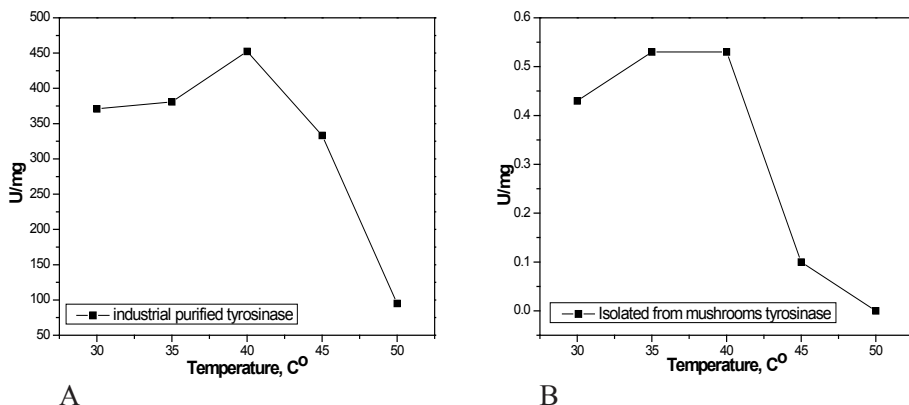 500
450
400
350
300
250
200
150
100
50
U/mg
industrial purified tyrosinase
30 35 40 45 50
Temperature, C⁰
A
0.6
0.5
0.4
0.3
0.2
0.1
0.0
U/mg
Isolated from mushrooms tyrosinase
30 35 40 45 50
Temperature, C⁰
B